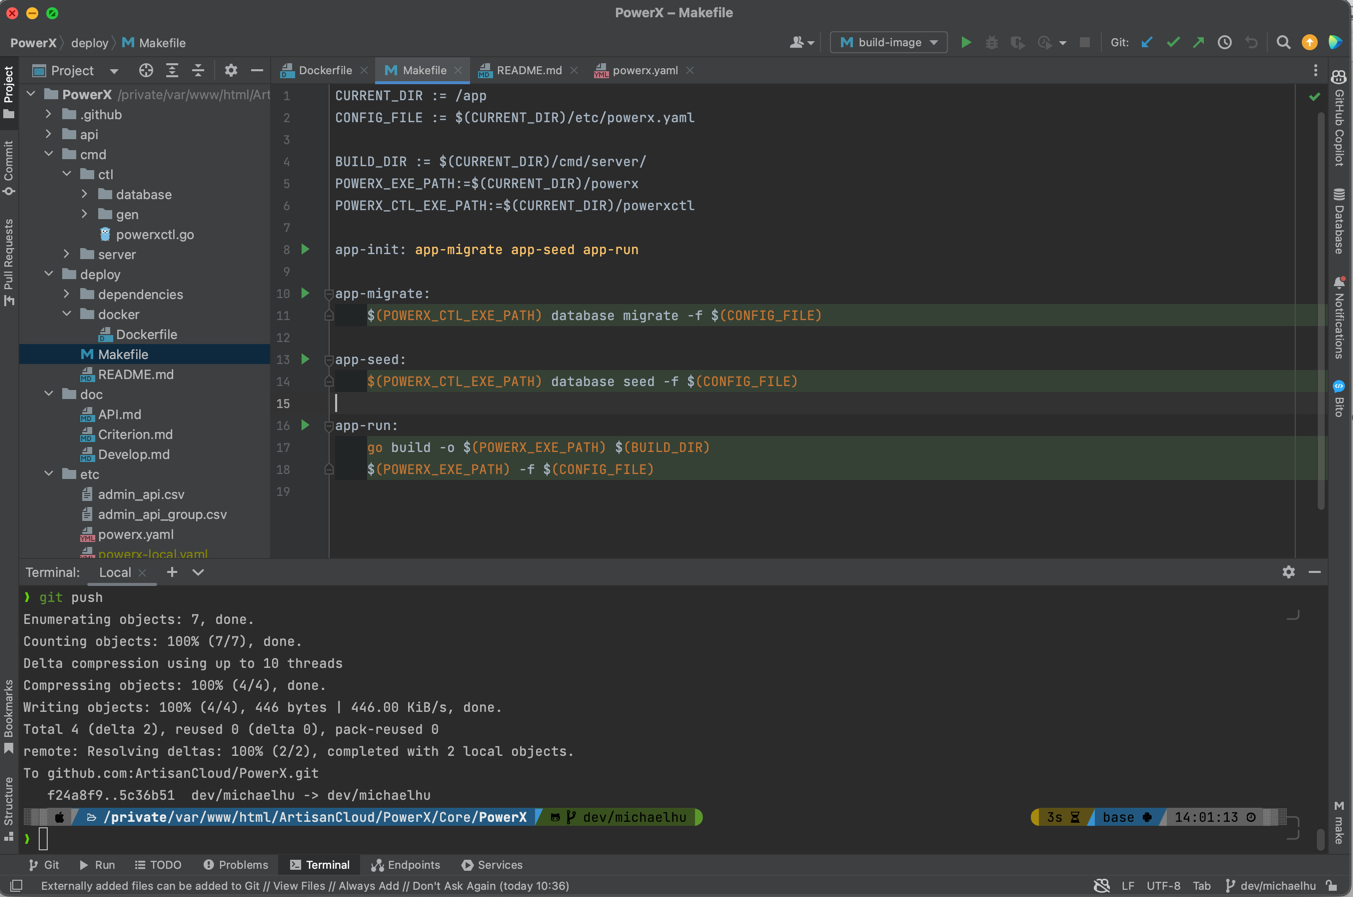 PowerX – Makefile
PowerX deploy Makefile
build-image
Git:
Project
Dockerfile
Makefile
README.md
powerx.yaml
PowerX /private/var/www/html/Art
.github
api
cmd
ctl
database
gen
powerxctl.go
server
deploy
dependencies
docker
Dockerfile
Makefile
README.md
doc
API.md
Criterion.md
Develop.md
etc
admin_api.csv
admin_api_group.csv
powerx.yaml
powerx-local.yaml
1 CURRENT_DIR := /app
2 CONFIG_FILE := $(CURRENT_DIR)/etc/powerx.yaml
3
4 BUILD_DIR := $(CURRENT_DIR)/cmd/server/
5 POWERX_EXE_PATH:=$(CURRENT_DIR)/powerx
6 POWERX_CTL_EXE_PATH:=$(CURRENT_DIR)/powerxctl
7
8 app-init: app-migrate app-seed app-run
9
10 app-migrate:
11 $(POWERX_CTL_EXE_PATH) database migrate -f $(CONFIG_FILE)
12
13 app-seed:
14 $(POWERX_CTL_EXE_PATH) database seed -f $(CONFIG_FILE)
15
16 app-run:
17 go build -o $(POWERX_EXE_PATH) $(BUILD_DIR)
18 $(POWERX_EXE_PATH) -f $(CONFIG_FILE)
19
Project
Commit
Pull Requests
Bookmarks
Structure
GitHub Copilot
Database
Notifications
Bito
make
Terminal: Local
❯ git push
Enumerating objects: 7, done.
Counting objects: 100% (7/7), done.
Delta compression using up to 10 threads
Compressing objects: 100% (4/4), done.
Writing objects: 100% (4/4), 446 bytes | 446.00 KiB/s, done.
Total 4 (delta 2), reused 0 (delta 0), pack-reused 0
remote: Resolving deltas: 100% (2/2), completed with 2 local objects.
To github.com:ArtisanCloud/PowerX.git
f24a8f9..5c36b51 dev/michaelhu -> dev/michaelhu
/private/var/www/html/ArtisanCloud/PowerX/Core/PowerX dev/michaelhu 3s base 14:01:13
❯
Git Run TODO Problems Terminal Endpoints Services
Externally added files can be added to Git // View Files // Always Add // Don't Ask Again (today 10:36) LF UTF-8 Tab dev/michaelhu